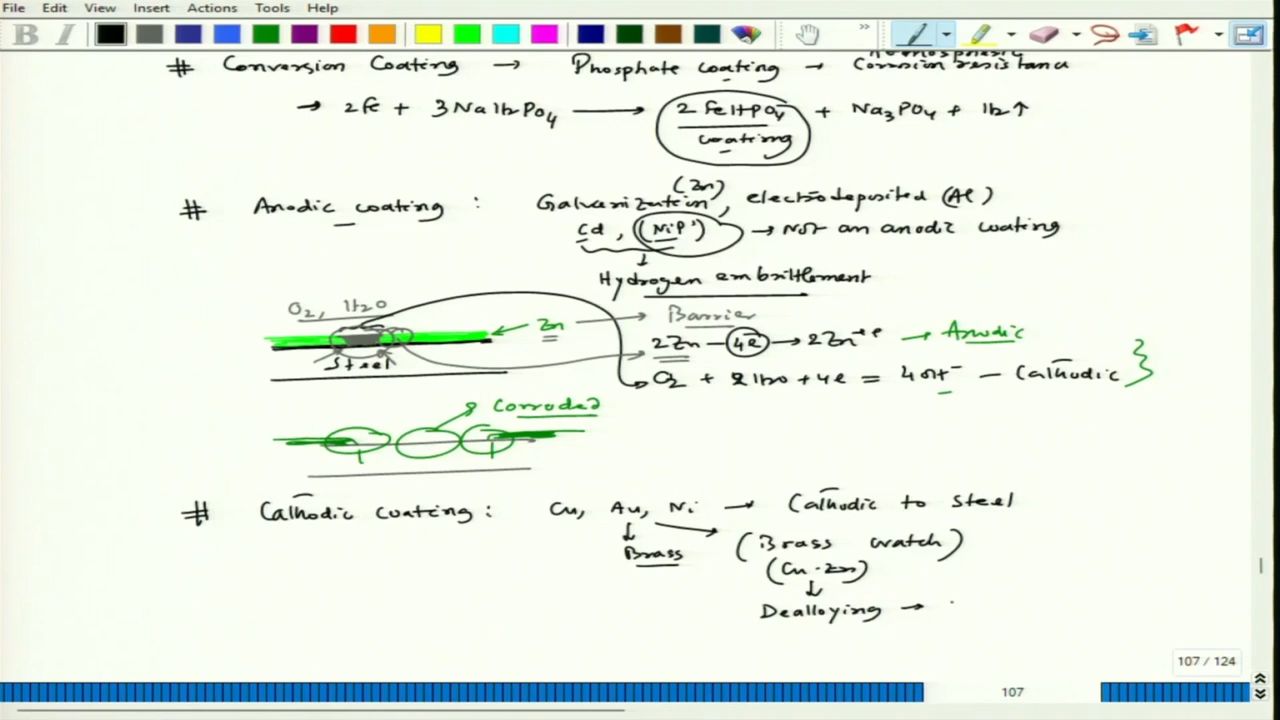 File Edit View Insert Actions Tools Help
B I
# Conversion Coating → Phosphate coating → Corrosion resistance
→ 2Fe + 3NaH2PO4 → 2FeHPO4 + Na3PO4 + H2↑
coating
(Zn)
# Anodic coating : Galvanization, electrodeposited (Al)
Cd, (NiP) → Not an anodic coating
↓
Hydrogen embrittlement
O2, H2O
Zn → Barrier
Steel
2Zn - 4e → 2Zn++ → Anodic
O2 + 2H2O + 4e = 4OH- - Cathodic }
Corroded
# Cathodic coating : Cu, Au, Ni → Cathodic to steel
↓
Brass
(Brass watch)
(Cu-Zn)
↓
Dealloying →
107 / 124
107